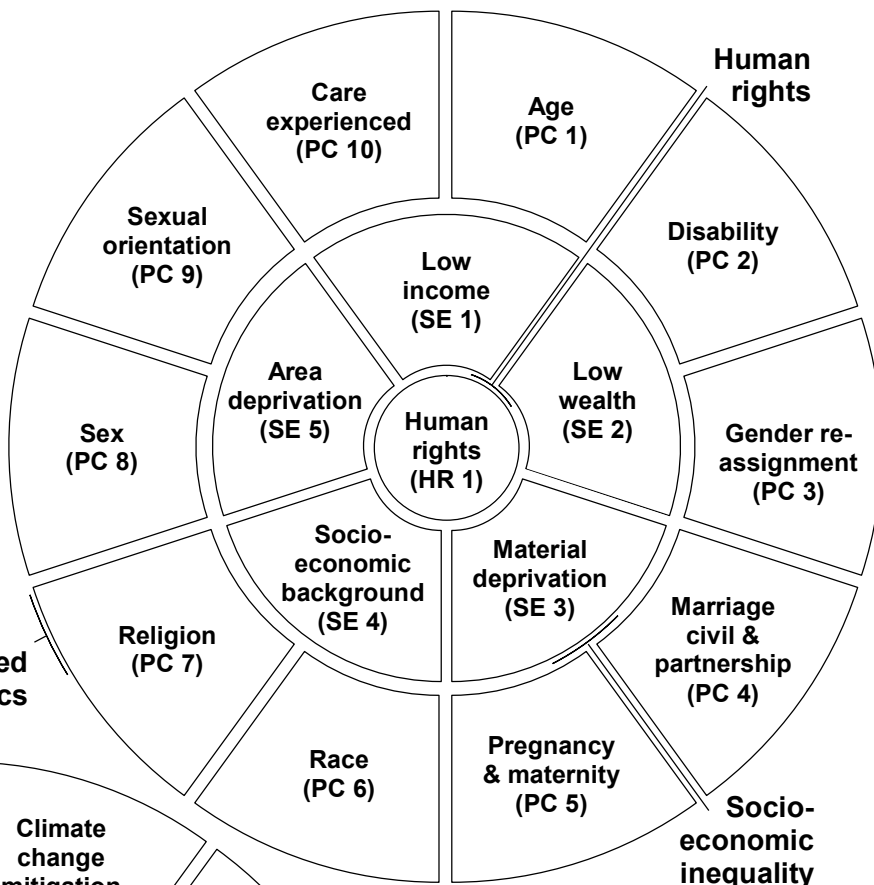 Human
rights
Care
experienced
(PC 10)
Age
(PC 1)
Sexual
orientation
(PC 9)
Disability
(PC 2)
Low
income
(SE 1)
Area
deprivation
(SE 5)
Low
wealth
(SE 2)
Human
rights
(HR 1)
Sex
(PC 8)
Gender re-
assignment
(PC 3)
Socio-
economic
background
(SE 4)
Material
deprivation
(SE 3)
Marriage
civil &
partnership
(PC 4)
Religion
(PC 7)
ed
cs
Race
(PC 6)
Pregnancy
& maternity
(PC 5)
Socio-
economic
inequality
Climate
change
mitigation